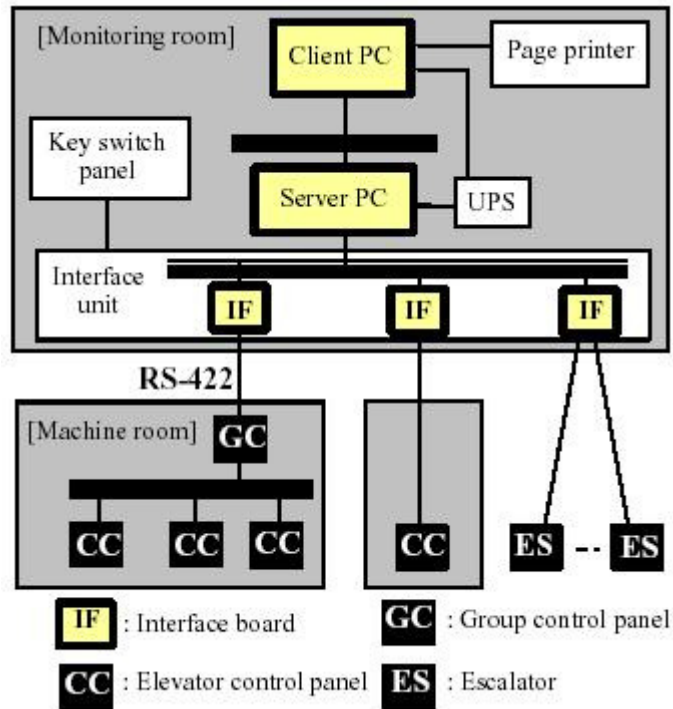 [Monitoring room]
Client PC
Page printer
Key switch
panel
Server PC
UPS
Interface
unit
IF
IF
IF
RS-422
[Machine room]
GC
CC
CC
CC
CC
ES
--
ES
IF : Interface board
GC : Group control panel
CC : Elevator control panel
ES : Escalator